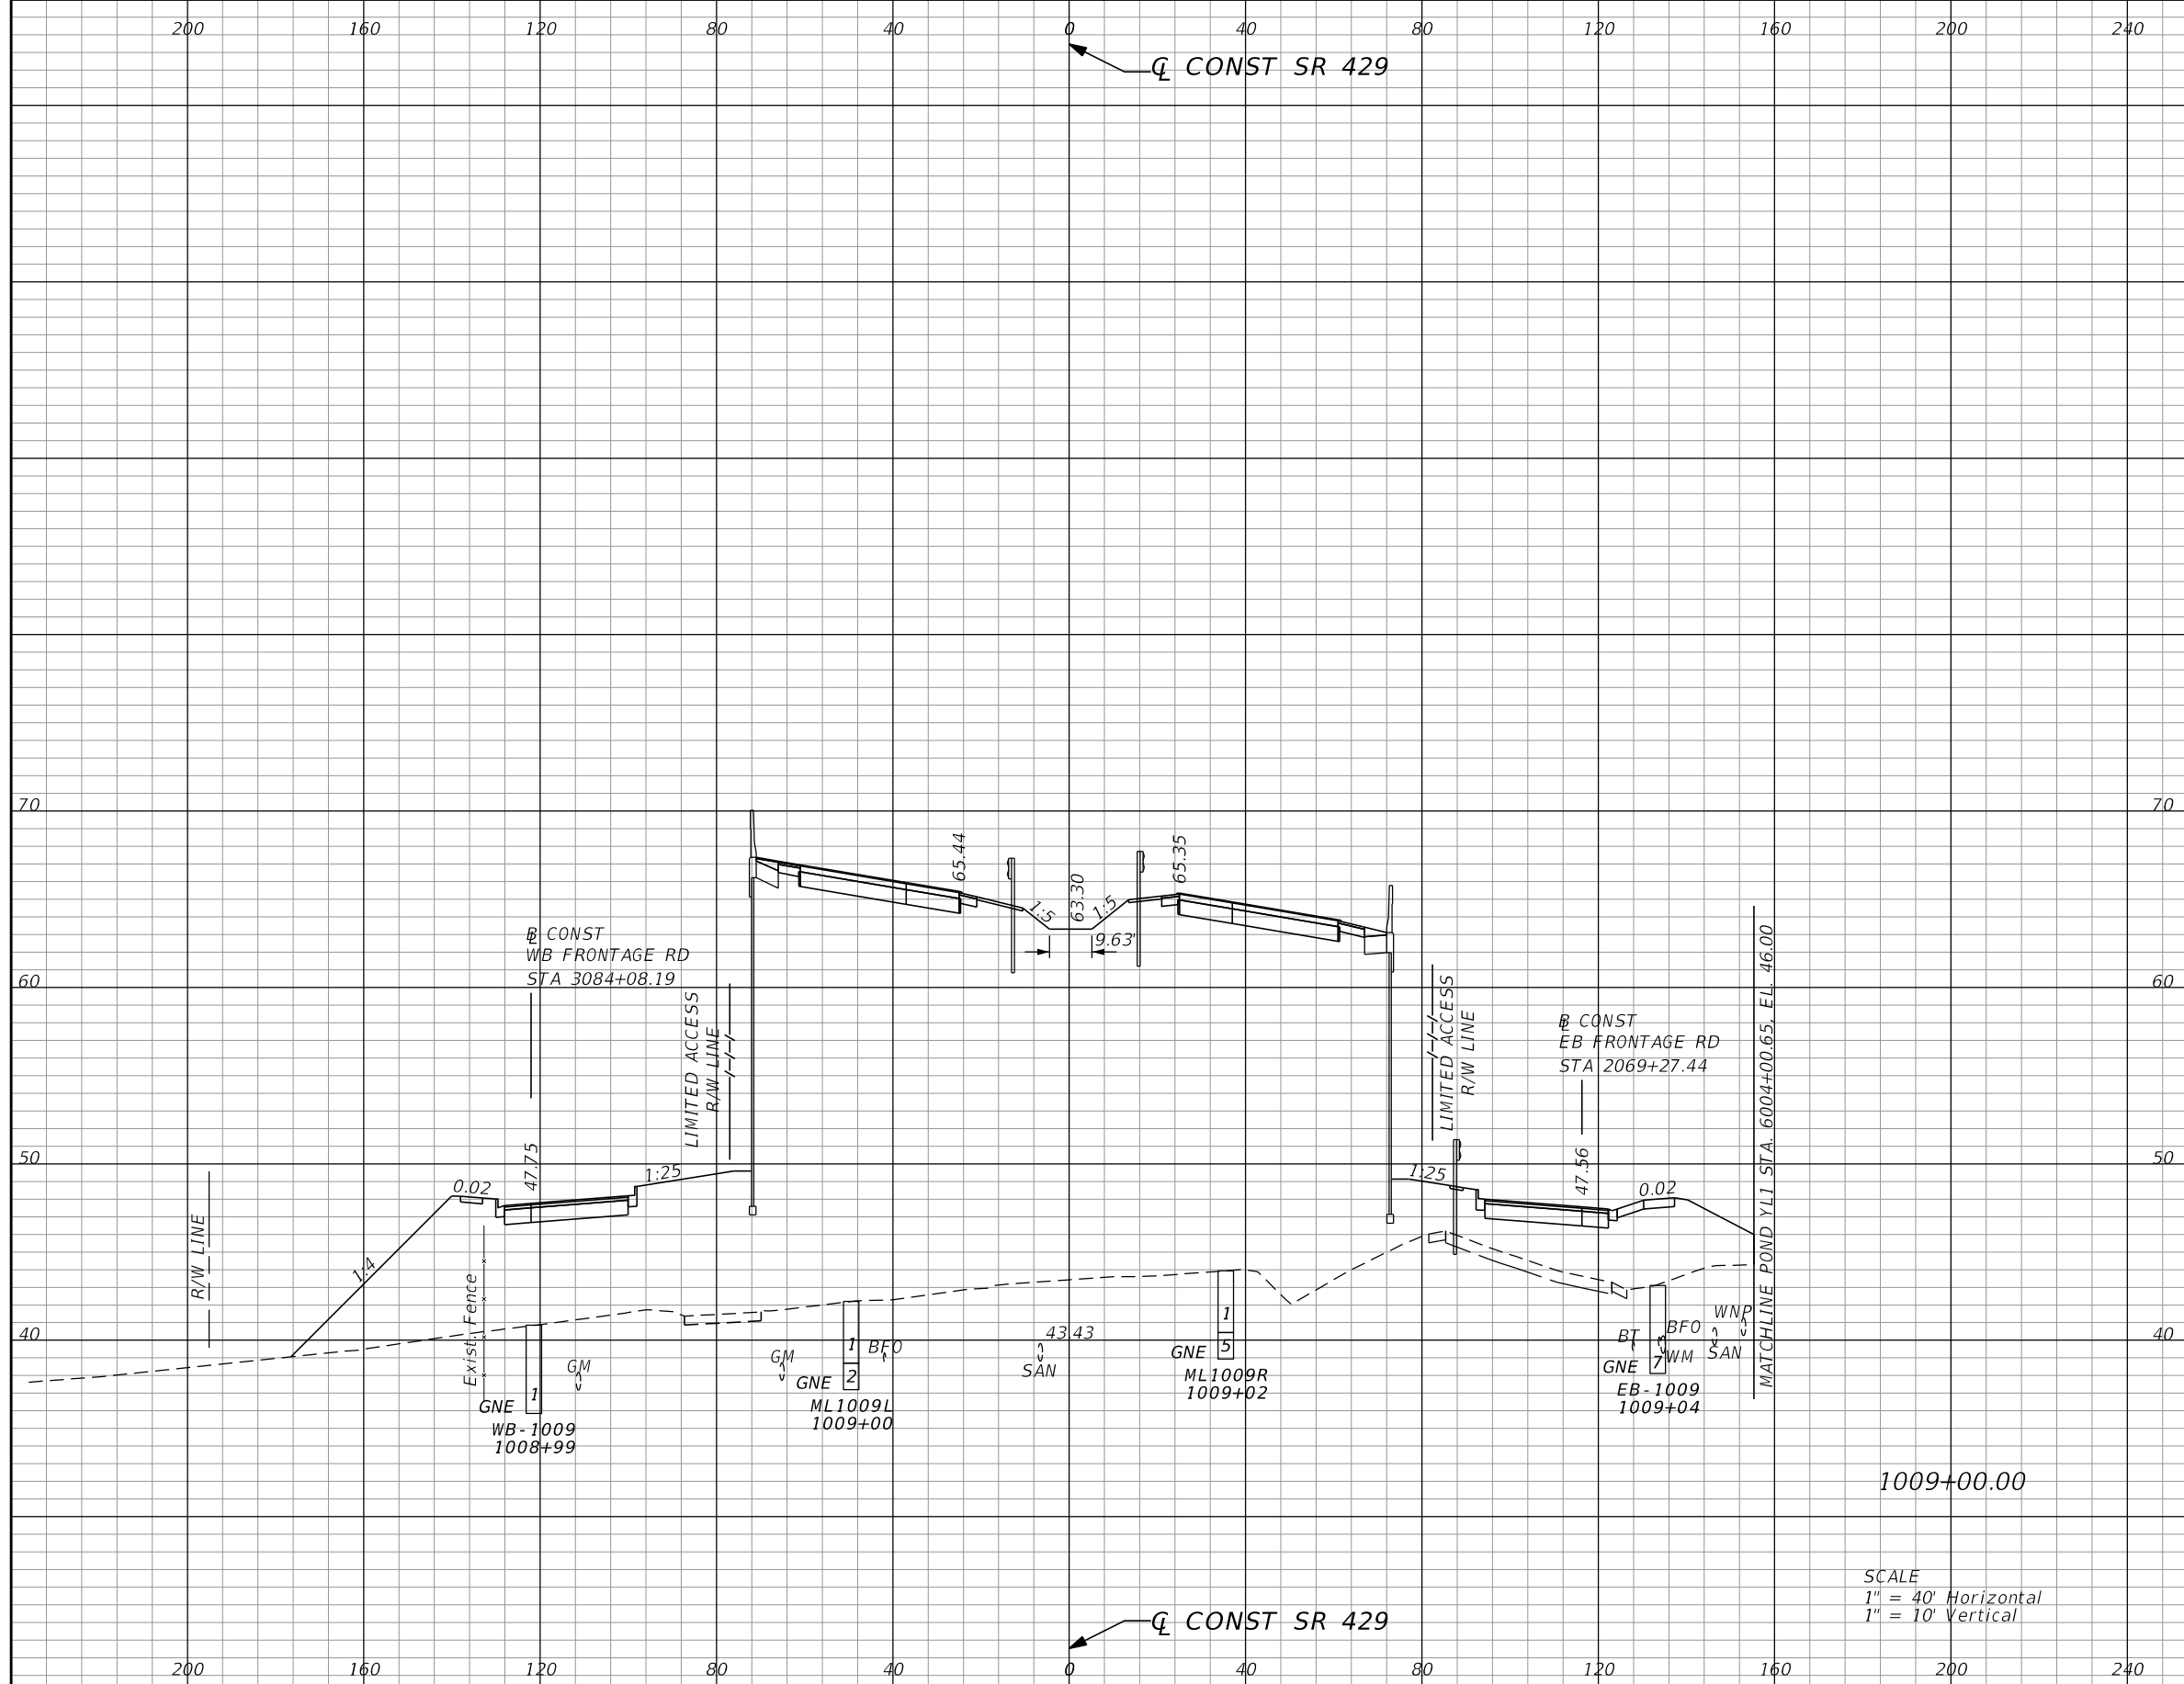 200 160 120 80 40 0 40 80 120 160 200 240
℄ CONST SR 429
70 70
65.44
65.35
63.30
1:5
1:5
9.63'
℄ CONST
WB FRONTAGE RD
STA 3084+08.19
60 60
LIMITED ACCESS
R/W LINE
LIMITED ACCESS
R/W LINE
BL CONST
EB FRONTAGE RD
STA 2069+27.44
MATCHLINE POND YL1 STA. 6004+00.65, EL. 46.00
50 50
47.75
47.56
0.02
1:25
1:25
0.02
R/W LINE
1:4
Exist. Fence
40 40
43.43
GM
GM
BFO
SAN
BT
BFO
WM
SAN
WNP
1
GNE
WB-1009
1008+99
1
2
GNE
ML1009L
1009+00
1
5
GNE
ML1009R
1009+02
7
GNE
EB-1009
1009+04
1009+00.00
SCALE
1" = 40' Horizontal
1" = 10' Vertical
℄ CONST SR 429
200 160 120 80 40 0 40 80 120 160 200 240